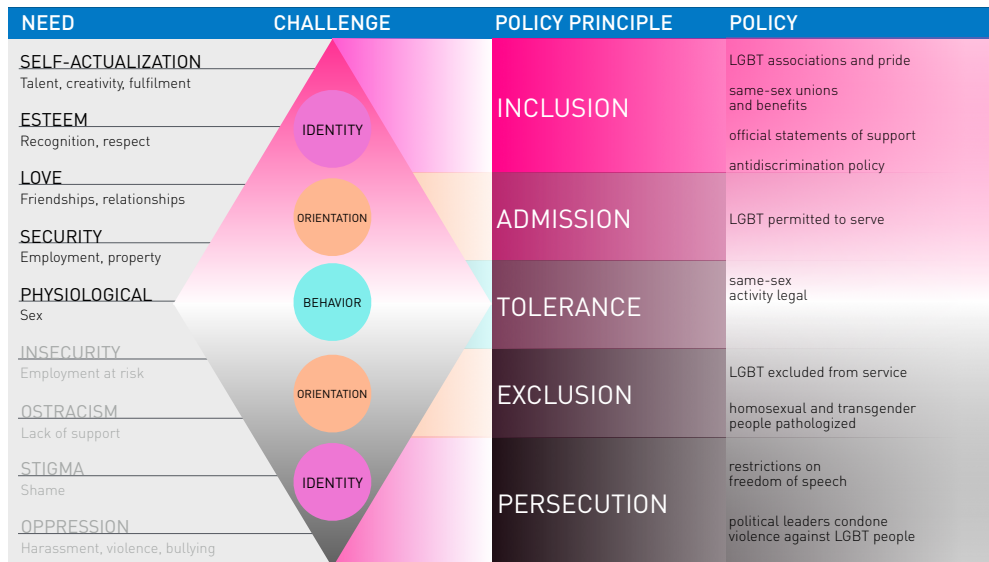 NEED CHALLENGE POLICY PRINCIPLE POLICY
SELF-ACTUALIZATION
Talent, creativity, fulfilment
ESTEEM
Recognition, respect
LOVE
Friendships, relationships
SECURITY
Employment, property
PHYSIOLOGICAL
Sex
INSECURITY
Employment at risk
OSTRACISM
Lack of support
STIGMA
Shame
OPPRESSION
Harassment, violence, bullying
IDENTITY
ORIENTATION
BEHAVIOR
ORIENTATION
IDENTITY
INCLUSION
ADMISSION
TOLERANCE
EXCLUSION
PERSECUTION
LGBT associations and pride
same-sex unions
and benefits
official statements of support
antidiscrimination policy
LGBT permitted to serve
same-sex
activity legal
LGBT excluded from service
homosexual and transgender
people pathologized
restrictions on
freedom of speech
political leaders condone
violence against LGBT people